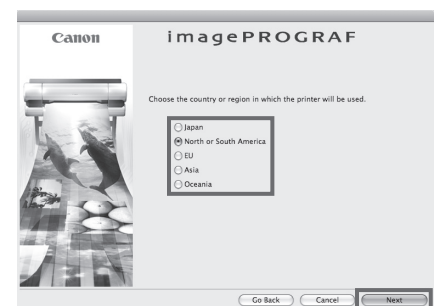 Canon
imagePROGRAF
Choose the country or region in which the printer will be used.
Japan
North or South America
EU
Asia
Oceania
Go Back
Cancel
Next